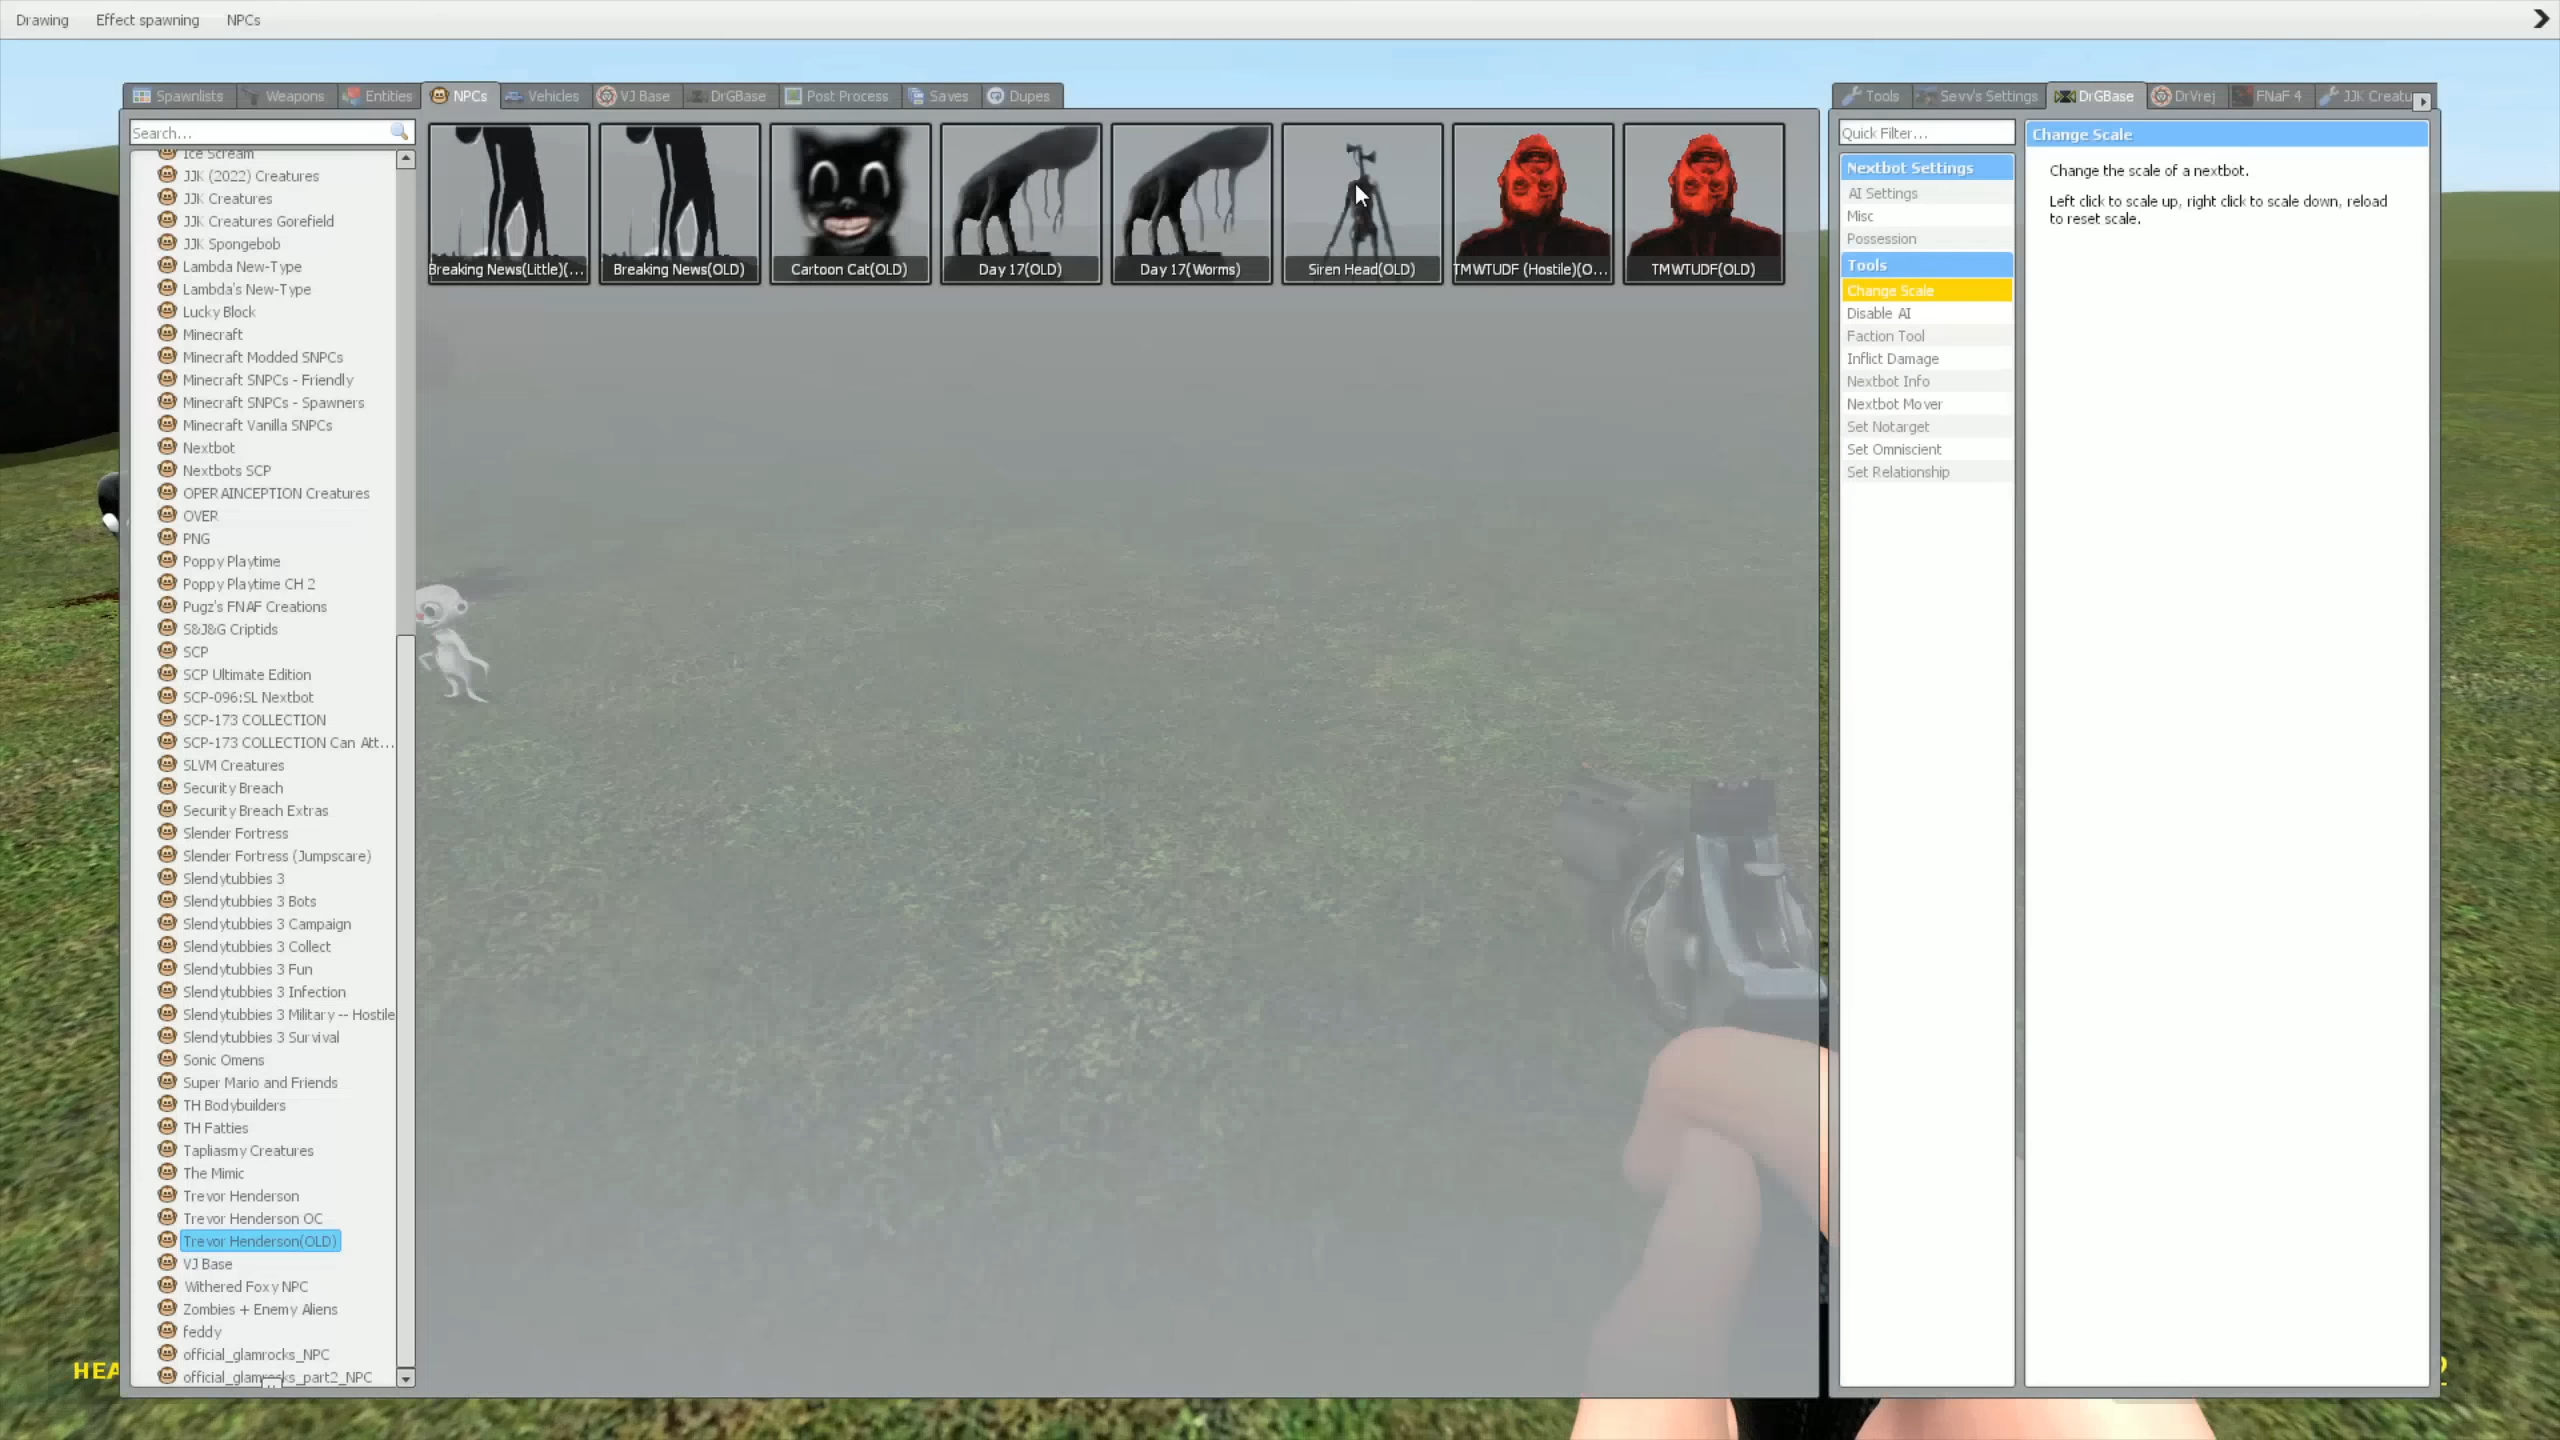 Drawing Effect spawning NPCs
Spawnlists Weapons Entities NPCs Vehicles VJ Base DrGBase Post Process Saves Dupes
Search...
Ice Scream
JJK (2022) Creatures
JJK Creatures
JJK Creatures Gorefield
JJK Spongebob
Lambda New-Type
Lambda's New-Type
Lucky Block
Minecraft
Minecraft Modded SNPCs
Minecraft SNPCs - Friendly
Minecraft SNPCs - Spawners
Minecraft Vanilla SNPCs
Nextbot
Nextbots SCP
OPERAINCEPTION Creatures
OVER
PNG
Poppy Playtime
Poppy Playtime CH 2
Pugz's FNAF Creations
S&J&G Criptids
SCP
SCP Ultimate Edition
SCP-096:SL Nextbot
SCP-173 COLLECTION
SCP-173 COLLECTION Can Att...
SLVM Creatures
Security Breach
Security Breach Extras
Slender Fortress
Slender Fortress (Jumpscare)
Slendytubbies 3
Slendytubbies 3 Bots
Slendytubbies 3 Campaign
Slendytubbies 3 Collect
Slendytubbies 3 Fun
Slendytubbies 3 Infection
Slendytubbies 3 Military -- Hostile
Slendytubbies 3 Survival
Sonic Omens
Super Mario and Friends
TH Bodybuilders
TH Fatties
Tapliasmy Creatures
The Mimic
Trevor Henderson
Trevor Henderson OC
Trevor Henderson(OLD)
VJ Base
Withered Foxy NPC
Zombies + Enemy Aliens
feddy
official_glamrocks_NPC
official_glamrocks_part2_NPC
Breaking News(Little)(...
Breaking News(OLD)
Cartoon Cat(OLD)
Day 17(OLD)
Day 17(Worms)
Siren Head(OLD)
TMWTUDF (Hostile)(O...
TMWTUDF(OLD)
Tools Sevv's Settings DrGBase DrVrej FNaF 4 JJK Creatu
Quick Filter...
Nextbot Settings
AI Settings
Misc
Possession
Tools
Change Scale
Disable AI
Faction Tool
Inflict Damage
Nextbot Info
Nextbot Mover
Set Notarget
Set Omniscient
Set Relationship
Change Scale
Change the scale of a nextbot.
Left click to scale up, right click to scale down, reload
to reset scale.
HEA